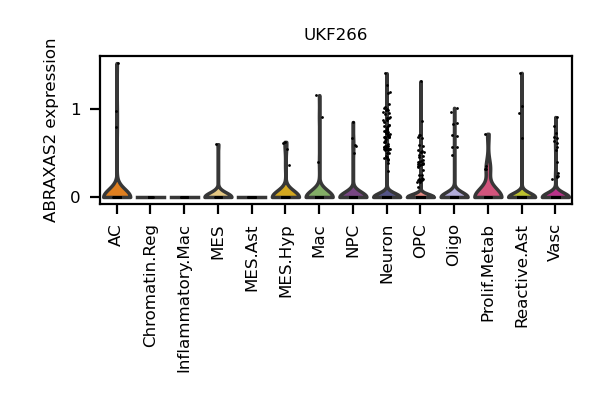 UKF266
ABRAXAS2 expression
1
0
AC
Chromatin.Reg
Inflammatory.Mac
MES
MES.Ast
MES.Hyp
Mac
NPC
Neuron
OPC
Oligo
Prolif.Metab
Reactive.Ast
Vasc